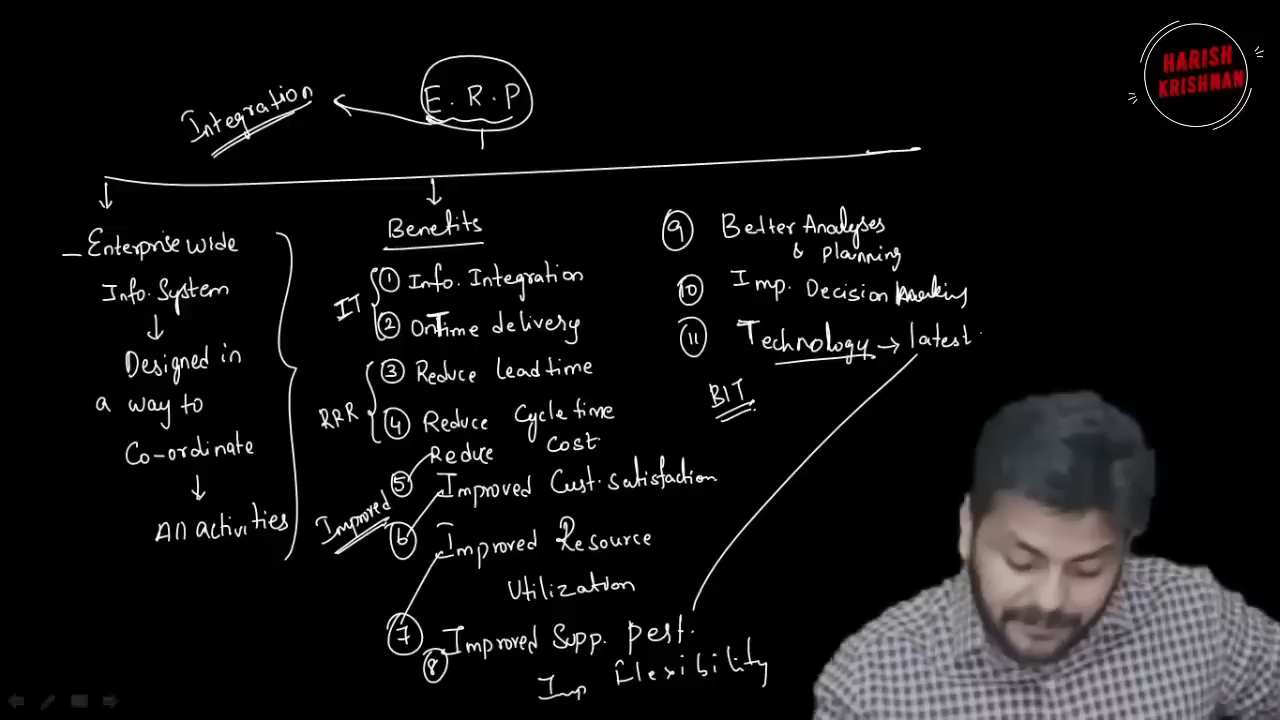 HARISH
KRISHNAN
E.R.P
Integration
Enterprise wide
Info. System
Designed in
a way to
Co-ordinate
All activities
Benefits
IT
① Info. Integration
② OnTime delivery
RRR
③ Reduce Lead time
④ Reduce Cycle time
⑤ Reduce Cost
Improved
⑥ Improved Cust. satisfaction
⑦ Improved Resource
Utilization
⑧ Improved Supp. Perf.
Imp Flexibility
⑨ Better Analyses
& planning
⑩ Imp. Decision Making
⑪ Technology → latest
BIT